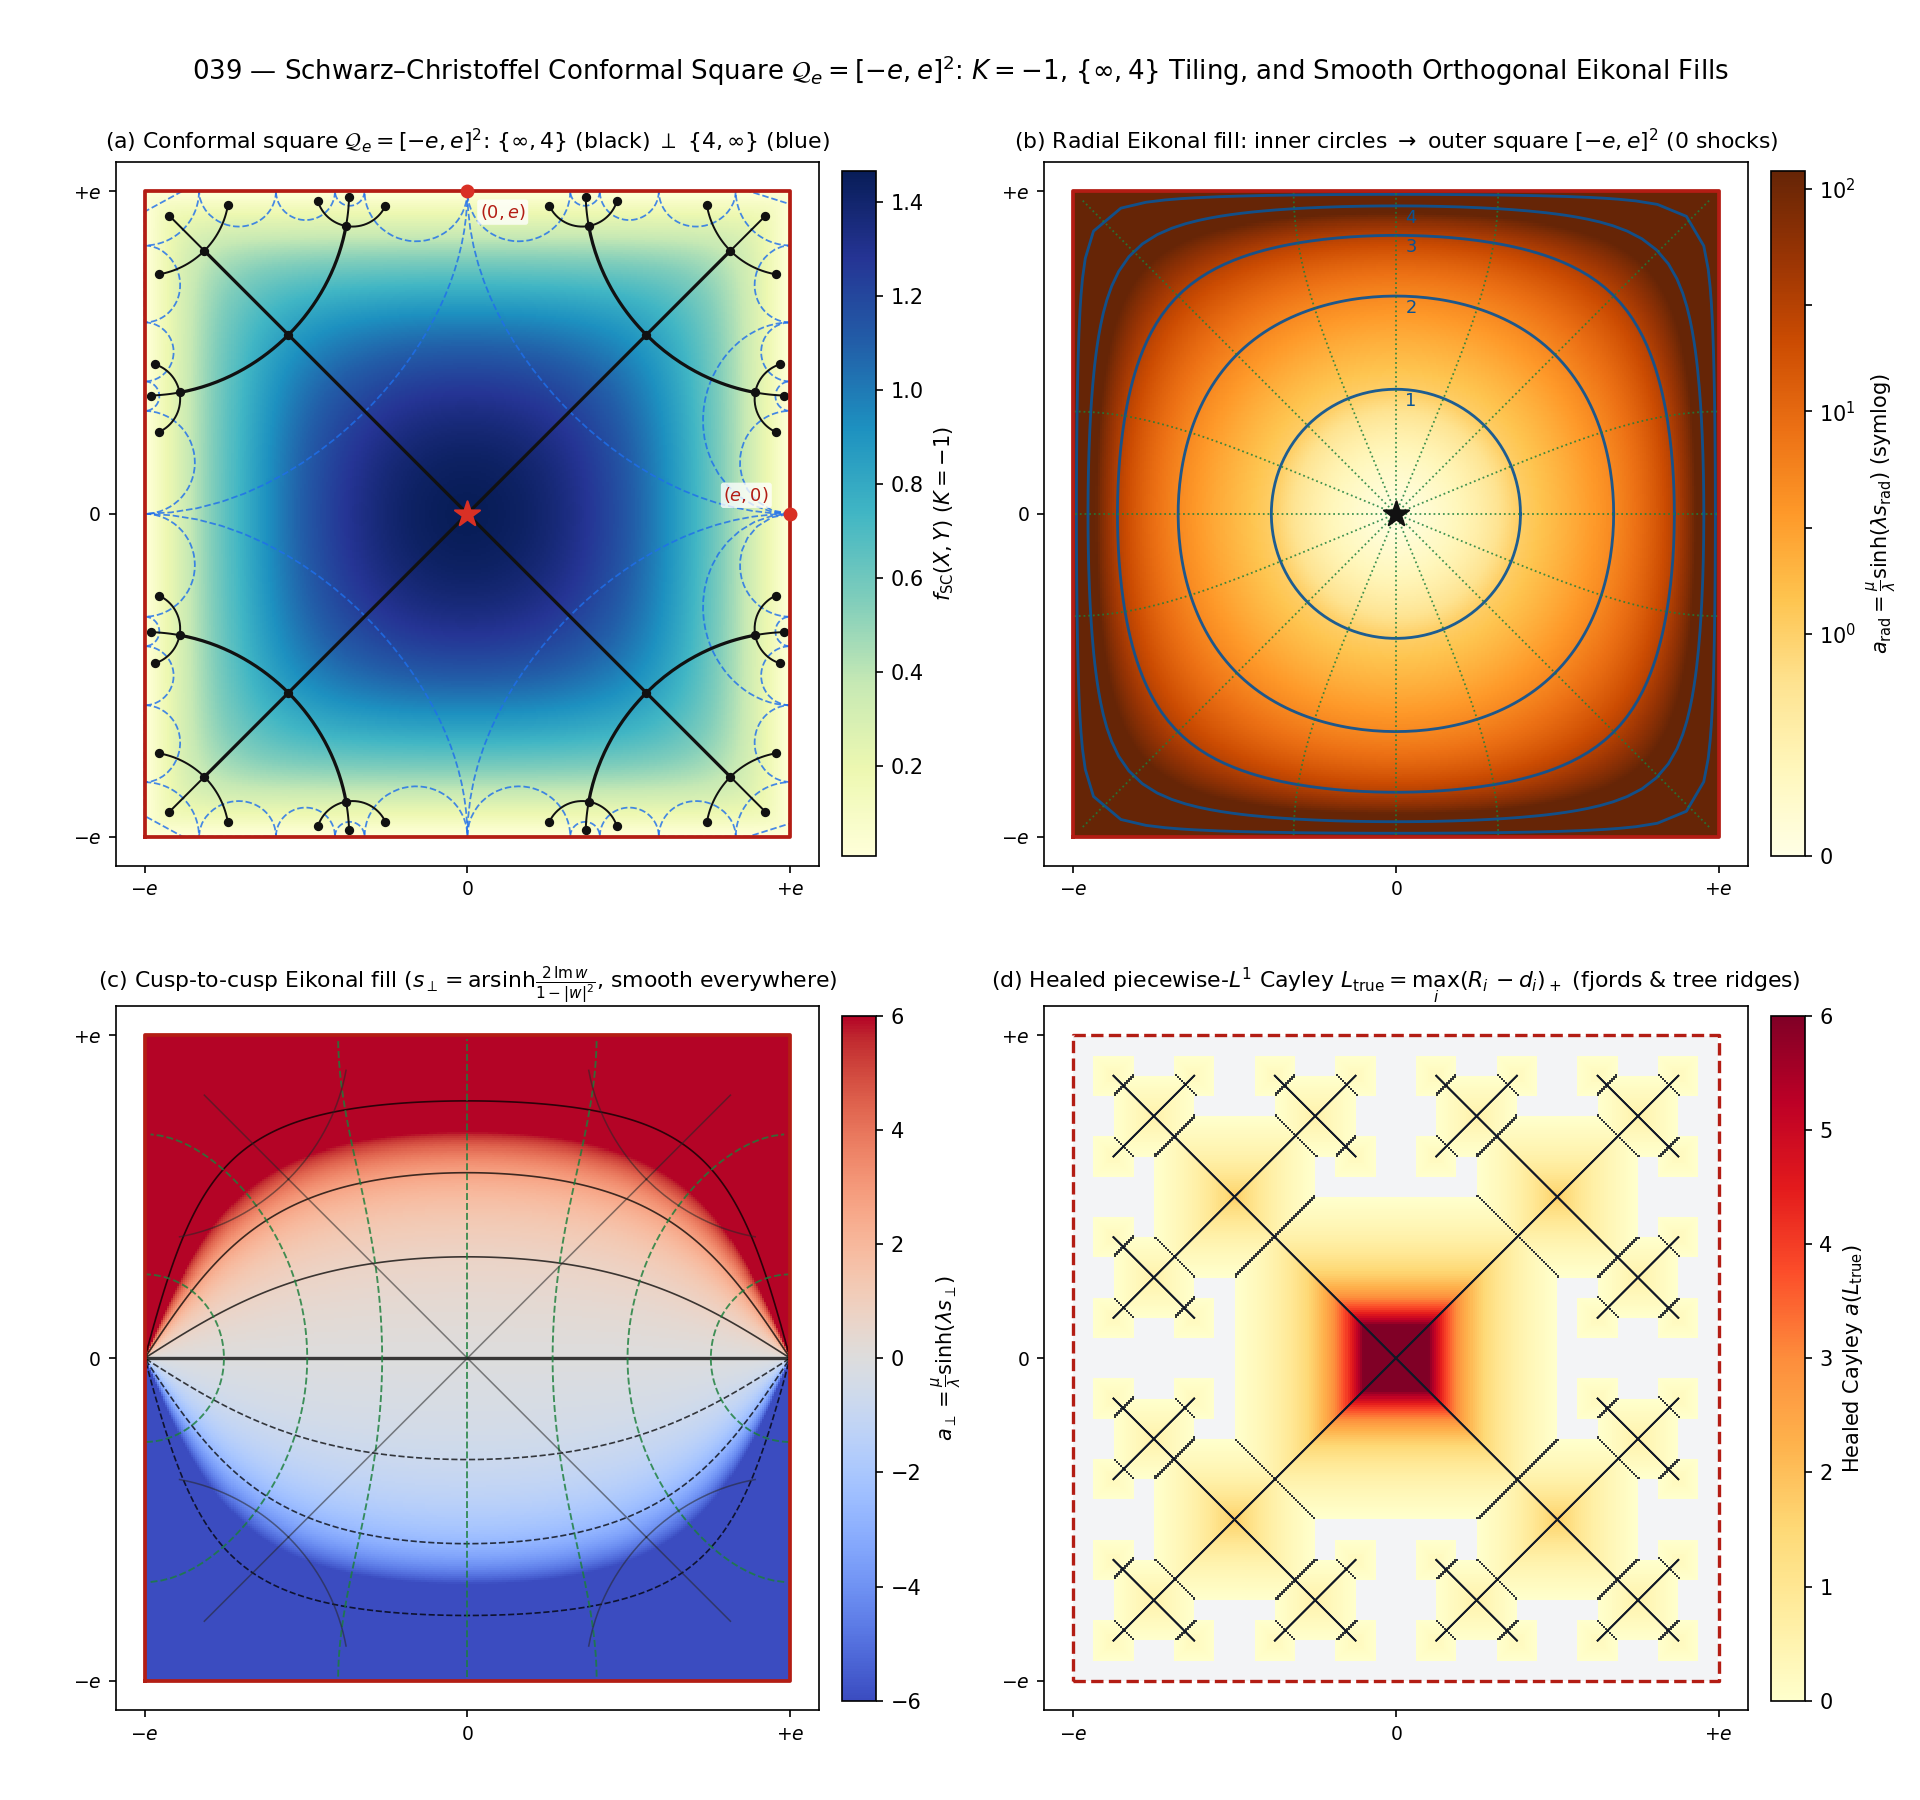 039 — Schwarz–Christoffel Conformal Square 𝒬ₑ = [−e, e]²: K = −1, {∞, 4} Tiling, and Smooth Orthogonal Eikonal Fills
(a) Conformal square 𝒬ₑ = [−e, e]²: {∞, 4} (black) ⊥ {4, ∞} (blue)
+e
0
−e
−e
0
+e
(0, e)
(e, 0)
1.4
1.2
1.0
0.8
0.6
0.4
0.2
f_SC(X, Y) (K = −1)
(b) Radial Eikonal fill: inner circles → outer square [−e, e]² (0 shocks)
+e
0
−e
−e
0
+e
4
3
2
1
10²
10¹
10⁰
0
a_rad = μ/λ sinh(λs_rad) (symlog)
(c) Cusp-to-cusp Eikonal fill (s_⊥ = arsinh 2 Im w / 1 − |w|², smooth everywhere)
+e
0
−e
−e
0
+e
6
4
2
0
−2
−4
−6
a_⊥ = μ/λ sinh(λs_⊥)
(d) Healed piecewise-L¹ Cayley L_true = max_i (R_i − d_i)₊ (fjords & tree ridges)
+e
0
−e
−e
0
+e
6
5
4
3
2
1
0
Healed Cayley a(L_true)